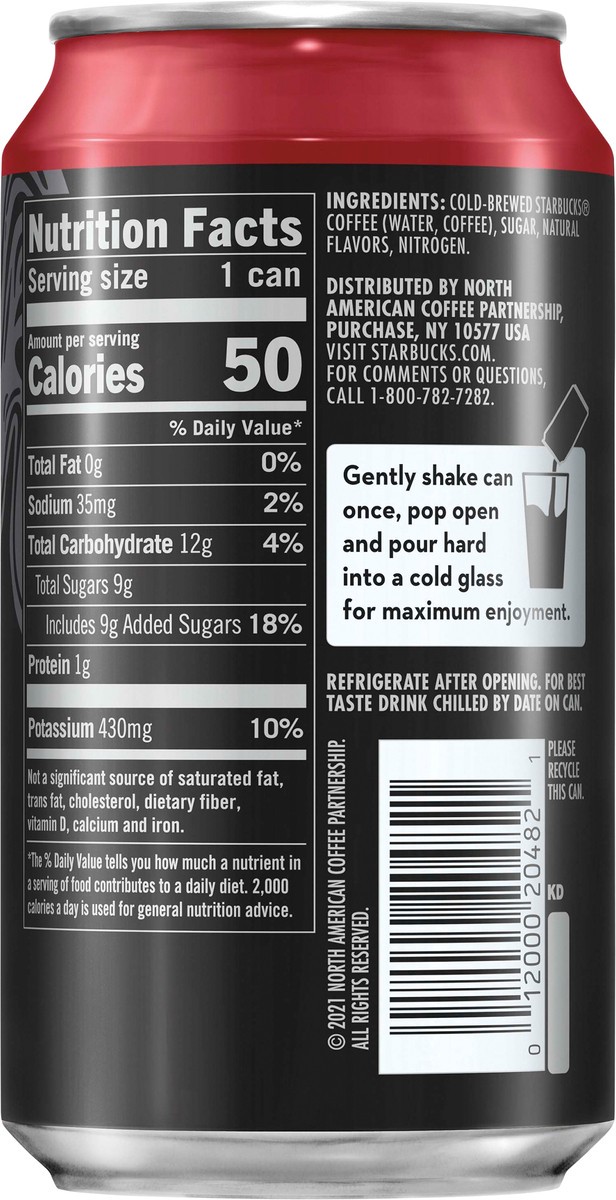 Nutrition Facts
Serving size 1 can
Amount per serving
Calories 50
% Daily Value*
Total Fat 0g 0%
Sodium 35mg 2%
Total Carbohydrate 12g 4%
Total Sugars 9g
Includes 9g Added Sugars 18%
Protein 1g
Potassium 430mg 10%
Not a significant source of saturated fat,
trans fat, cholesterol, dietary fiber,
vitamin D, calcium and iron.
*The % Daily Value tells you how much a nutrient in
a serving of food contributes to a daily diet. 2,000
calories a day is used for general nutrition advice.
INGREDIENTS: COLD-BREWED STARBUCKS®
COFFEE (WATER, COFFEE), SUGAR, NATURAL
FLAVORS, NITROGEN.
DISTRIBUTED BY NORTH
AMERICAN COFFEE PARTNERSHIP,
PURCHASE, NY 10577 USA
VISIT STARBUCKS.COM.
FOR COMMENTS OR QUESTIONS,
CALL 1-800-782-7282.
Gently shake can
once, pop open
and pour hard
into a cold glass
for maximum enjoyment.
REFRIGERATE AFTER OPENING. FOR BEST
TASTE DRINK CHILLED BY DATE ON CAN.
© 2021 NORTH AMERICAN COFFEE PARTNERSHIP.
ALL RIGHTS RESERVED.
0 12000 20482 1
PLEASE
RECYCLE
THIS CAN.
KD